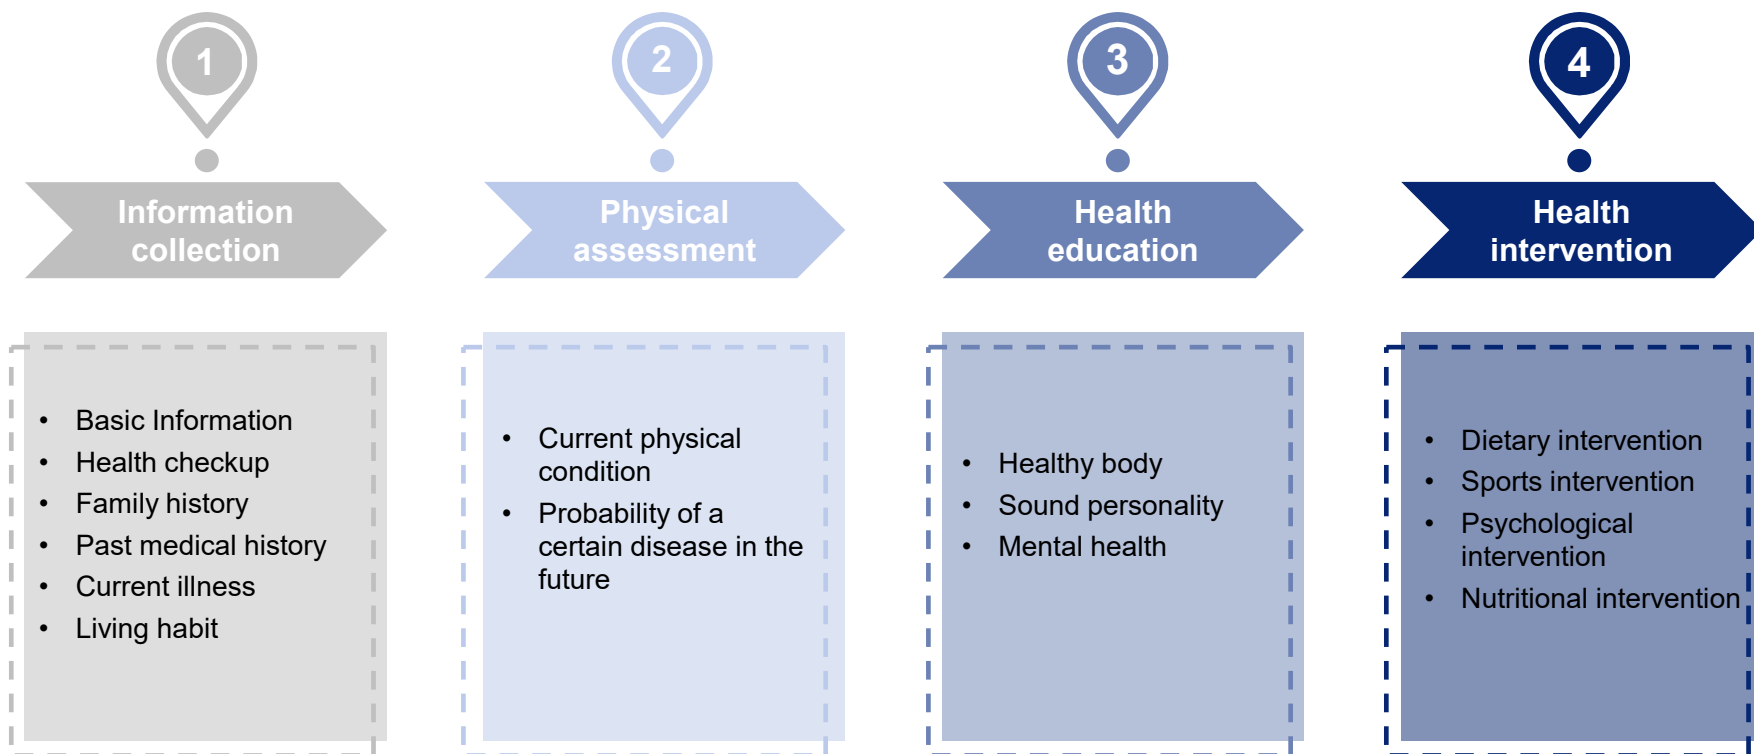 1
Information
collection
• Basic Information
• Health checkup
• Family history
• Past medical history
• Current illness
• Living habit
2
Physical
assessment
• Current physical
condition
• Probability of a
certain disease in the
future
3
Health
education
• Healthy body
• Sound personality
• Mental health
4
Health
intervention
• Dietary intervention
• Sports intervention
• Psychological
intervention
• Nutritional intervention